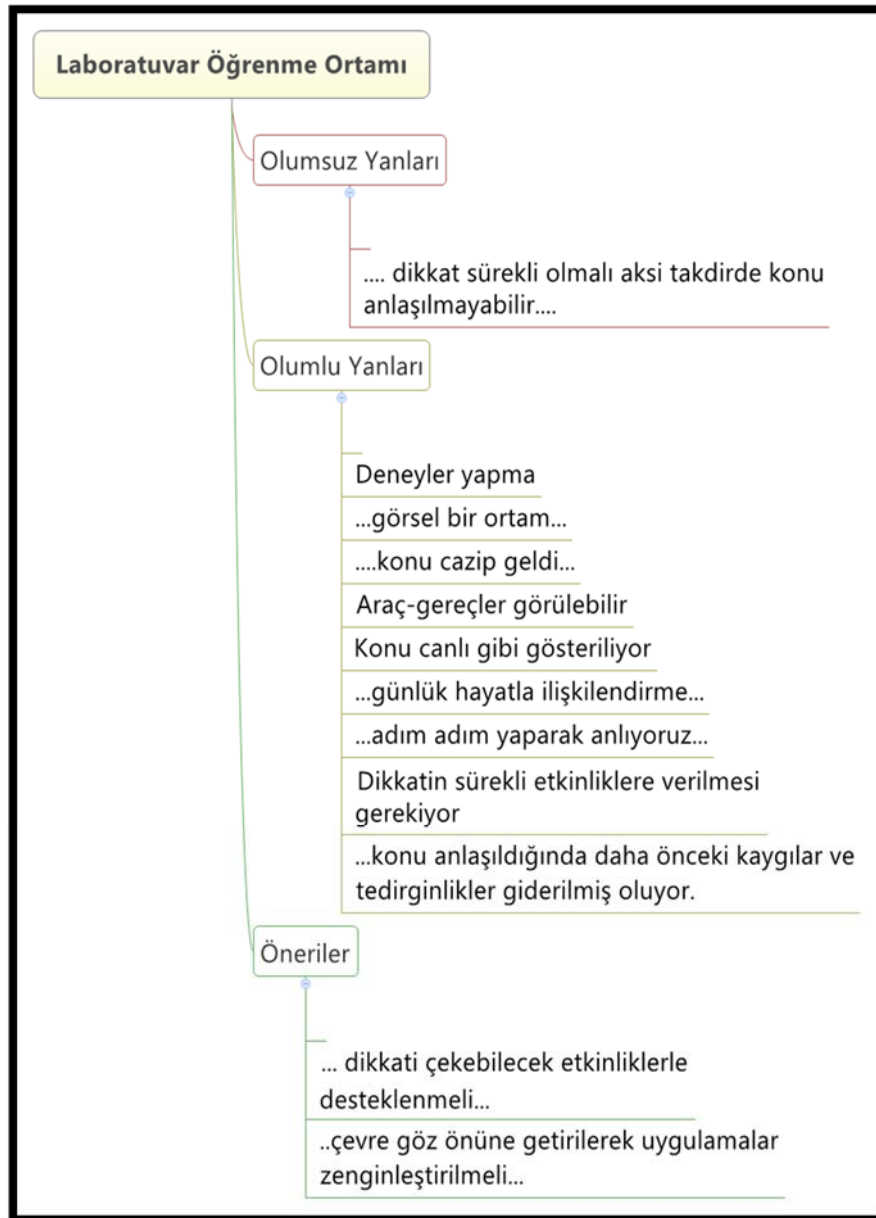 Laboratuvar Öğrenme Ortamı
Olumsuz Yanları
.... dikkat sürekli olmalı aksi takdirde konu
anlaşılmayabilir....
Olumlu Yanları
Deneyler yapma
...görsel bir ortam...
....konu cazip geldi...
Araç-gereçler görülebilir
Konu canlı gibi gösteriliyor
...günlük hayatla ilişkilendirme...
...adım adım yaparak anlıyoruz...
Dikkatin sürekli etkinliklere verilmesi
gerekiyor
...konu anlaşıldığında daha önceki kaygılar ve
tedirginlikler giderilmiş oluyor.
Öneriler
... dikkati çekebilecek etkinliklerle
desteklenmeli...
..çevre göz önüne getirilerek uygulamalar
zenginleştirilmeli...